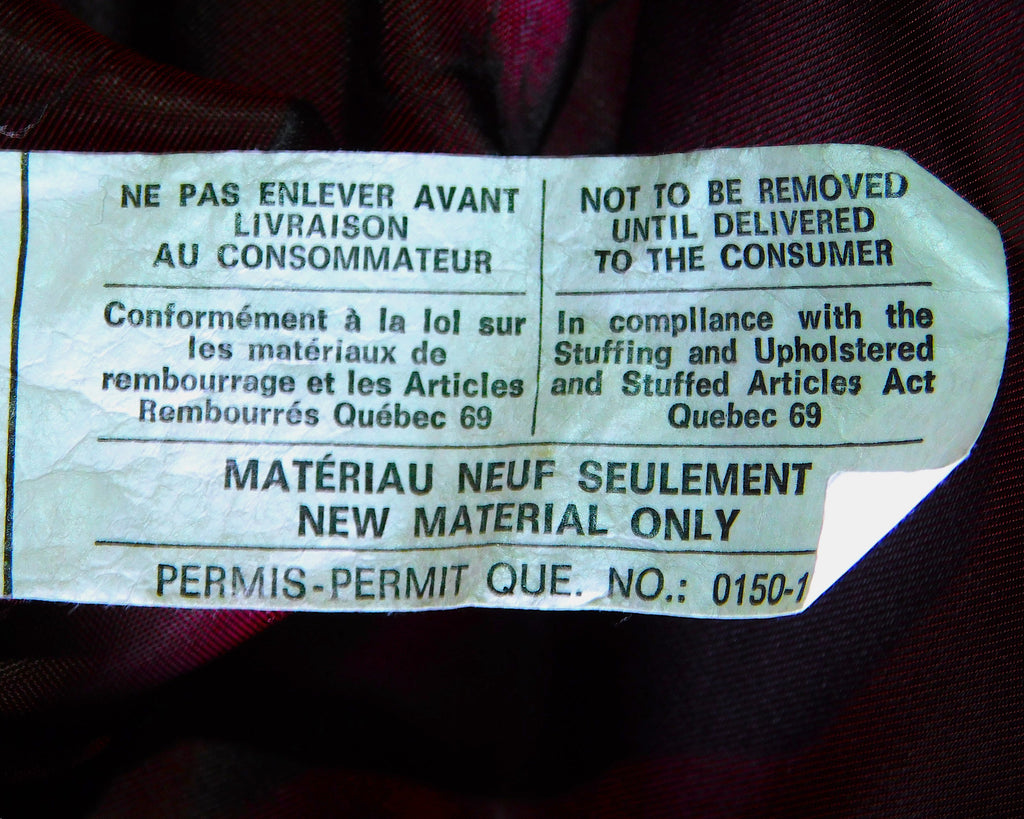 NE PAS ENLEVER AVANT
LIVRAISON
AU CONSOMMATEUR
Conformément à la loi sur
les matériaux de
rembourrage et les Articles
Rembourrés Québec 69
NOT TO BE REMOVED
UNTIL DELIVERED
TO THE CONSUMER
In compliance with the
Stuffing and Upholstered
and Stuffed Articles Act
Quebec 69
MATÉRIAU NEUF SEULEMENT
NEW MATERIAL ONLY
PERMIS-PERMIT QUE. NO.: 0150-1